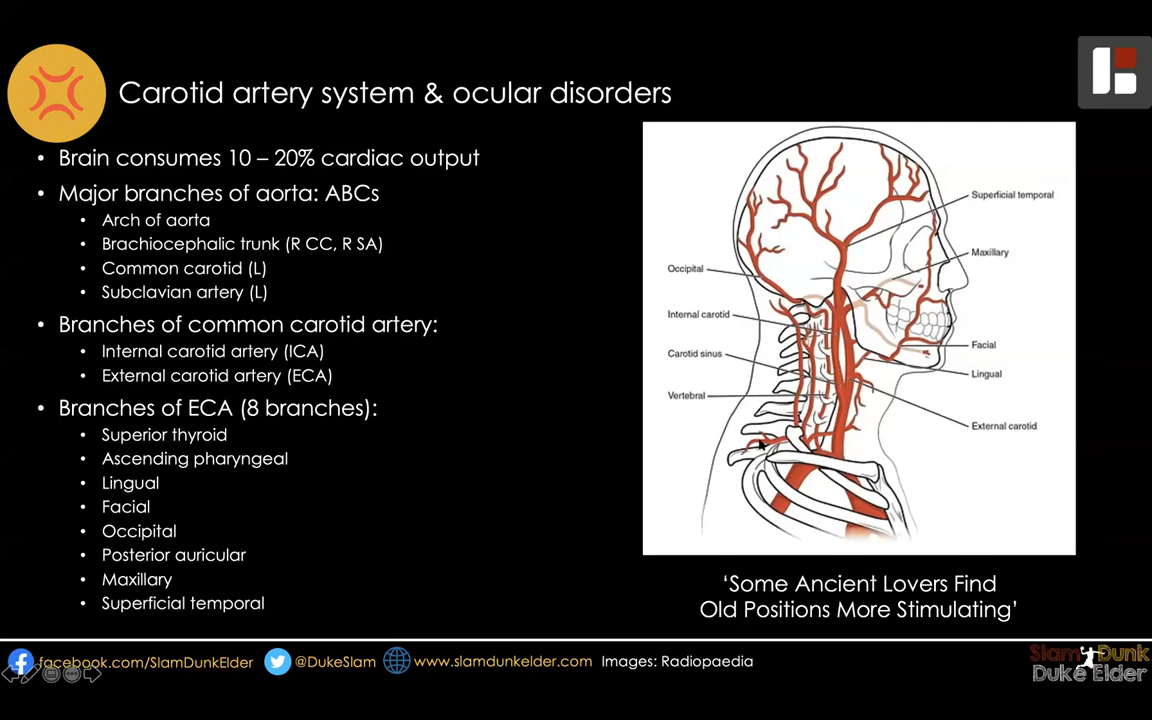 Carotid artery system & ocular disorders
• Brain consumes 10 – 20% cardiac output
• Major branches of aorta: ABCs
• Arch of aorta
• Brachiocephalic trunk (R CC, R SA)
• Common carotid (L)
• Subclavian artery (L)
• Branches of common carotid artery:
• Internal carotid artery (ICA)
• External carotid artery (ECA)
• Branches of ECA (8 branches):
• Superior thyroid
• Ascending pharyngeal
• Lingual
• Facial
• Occipital
• Posterior auricular
• Maxillary
• Superficial temporal
Superficial temporal
Maxillary
Occipital
Internal carotid
Facial
Carotid sinus
Lingual
Vertebral
External carotid
‘Some Ancient Lovers Find
Old Positions More Stimulating’
facebook.com/SlamDunkElder @DukeSlam www.slamdunkelder.com Images: Radiopaedia
Slam Dunk
Duke Elder